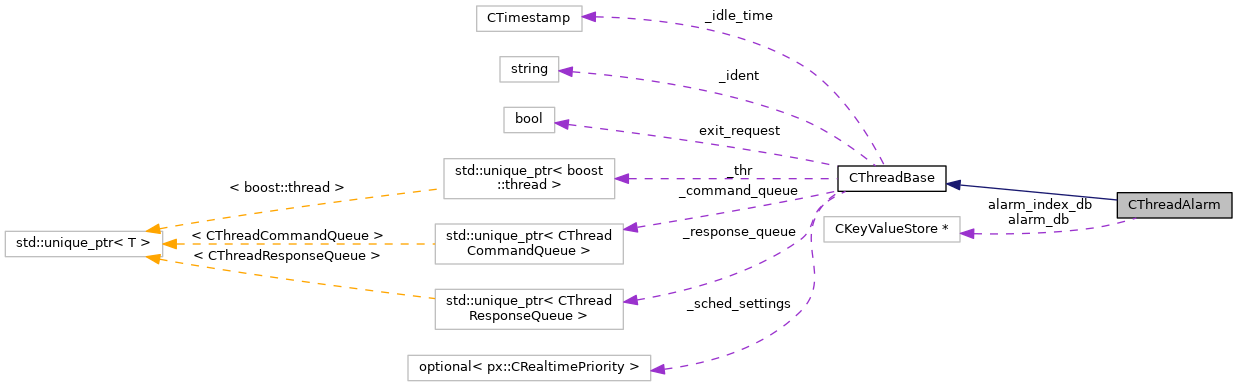 CTimestamp
_idle_time
string
_ident
bool
exit_request
std::unique_ptr< boost
::thread >
_thr
< boost::thread >
CThreadBase
_command_queue
alarm_index_db
alarm_db
CThreadAlarm
CKeyValueStore *
std::unique_ptr< T >
< CThreadCommandQueue >
< CThreadResponseQueue >
std::unique_ptr< CThread
CommandQueue >
_response_queue
std::unique_ptr< CThread
ResponseQueue >
_sched_settings
optional< px::CRealtimePriority >